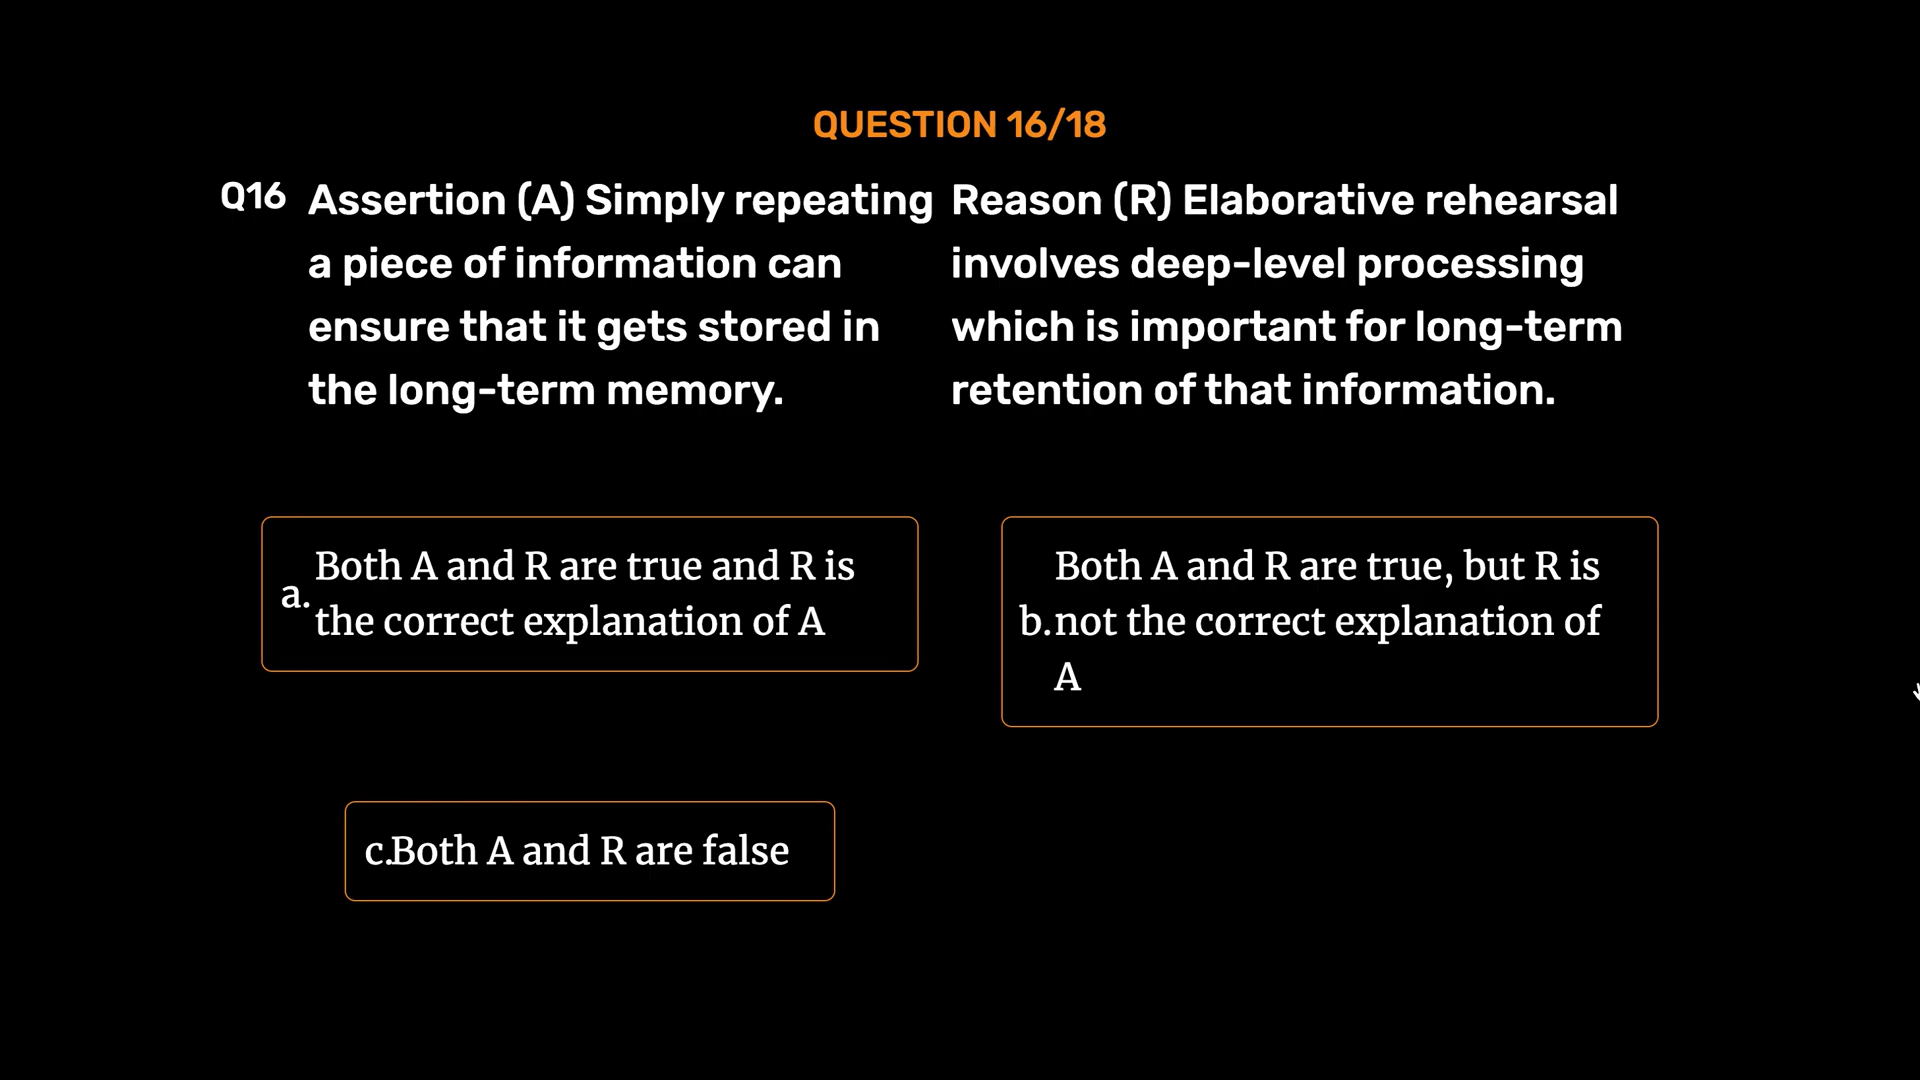 QUESTION 16/18
Q16 Assertion (A) Simply repeating
a piece of information can
ensure that it gets stored in
the long-term memory.
Reason (R) Elaborative rehearsal
involves deep-level processing
which is important for long-term
retention of that information.
a. Both A and R are true and R is
the correct explanation of A
Both A and R are true, but R is
b. not the correct explanation of
A
c. Both A and R are false